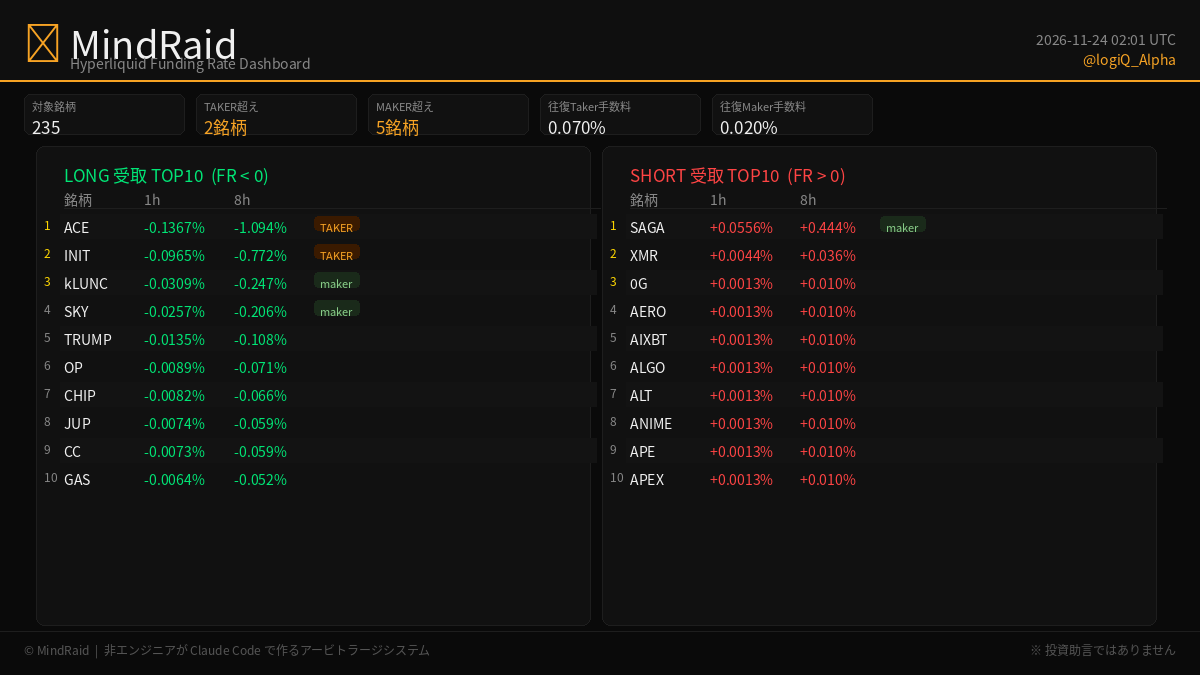 MindRaid
Hyperliquid Funding Rate Dashboard
2026-11-24 02:01 UTC
@logiQ_Alpha
対象銘柄
235
TAKER超え
2銘柄
MAKER超え
5銘柄
往復Taker手数料
0.070%
往復Maker手数料
0.020%
LONG 受取 TOP10 (FR < 0)
銘柄 1h 8h
1 ACE -0.1367% -1.094% TAKER
2 INIT -0.0965% -0.772% TAKER
3 kLUNC -0.0309% -0.247% maker
4 SKY -0.0257% -0.206% maker
5 TRUMP -0.0135% -0.108%
6 OP -0.0089% -0.071%
7 CHIP -0.0082% -0.066%
8 JUP -0.0074% -0.059%
9 CC -0.0073% -0.059%
10 GAS -0.0064% -0.052%
SHORT 受取 TOP10 (FR > 0)
銘柄 1h 8h
1 SAGA +0.0556% +0.444% maker
2 XMR +0.0044% +0.036%
3 0G +0.0013% +0.010%
4 AERO +0.0013% +0.010%
5 AIXBT +0.0013% +0.010%
6 ALGO +0.0013% +0.010%
7 ALT +0.0013% +0.010%
8 ANIME +0.0013% +0.010%
9 APE +0.0013% +0.010%
10 APEX +0.0013% +0.010%
© MindRaid | 非エンジニアが Claude Code で作るアービトラージシステム
※ 投資助言ではありません